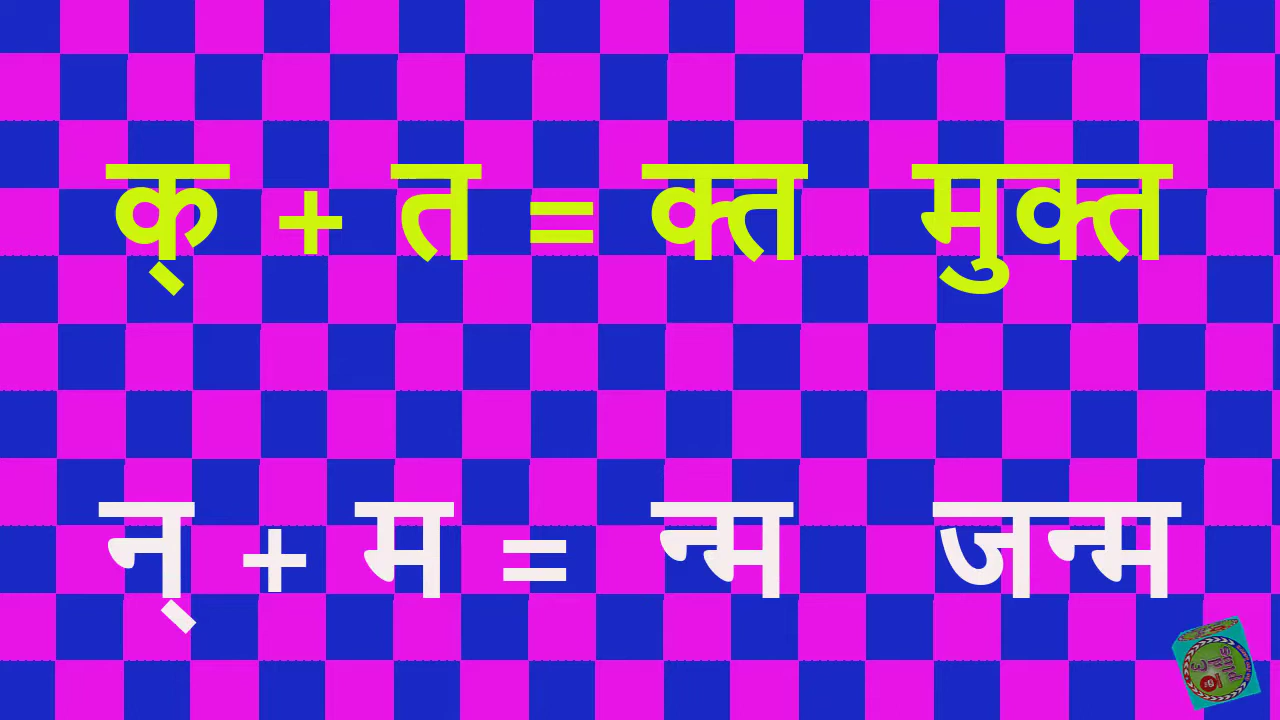 क् + त = क्त मुक्त
न् + म = न्म जन्म